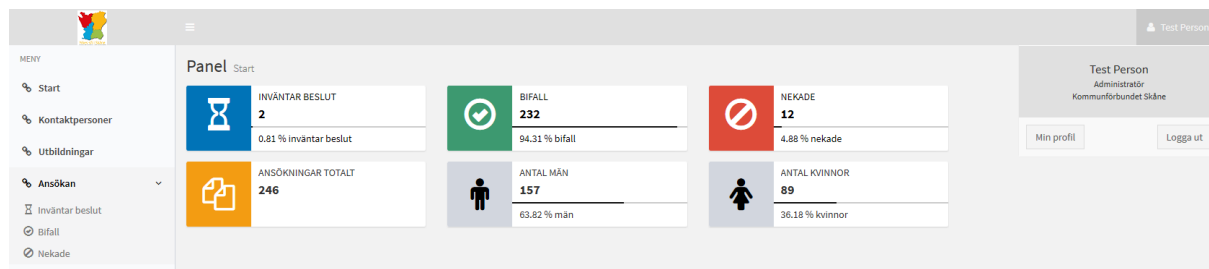 Test Person
MENY
Start
Kontaktpersoner
Utbildningar
Ansökan
Inväntar beslut
Bifall
Nekade
Panel Start
INVÄNTAR BESLUT
2
0.81 % inväntar beslut
BIFALL
232
94.31 % bifall
NEKADE
12
4.88 % nekade
ANSÖKNINGAR TOTALT
246
ANTAL MÄN
157
63.82 % män
ANTAL KVINNOR
89
36.18 % kvinnor
Test Person
Administratör
Kommunförbundet Skåne
Min profil
Logga ut